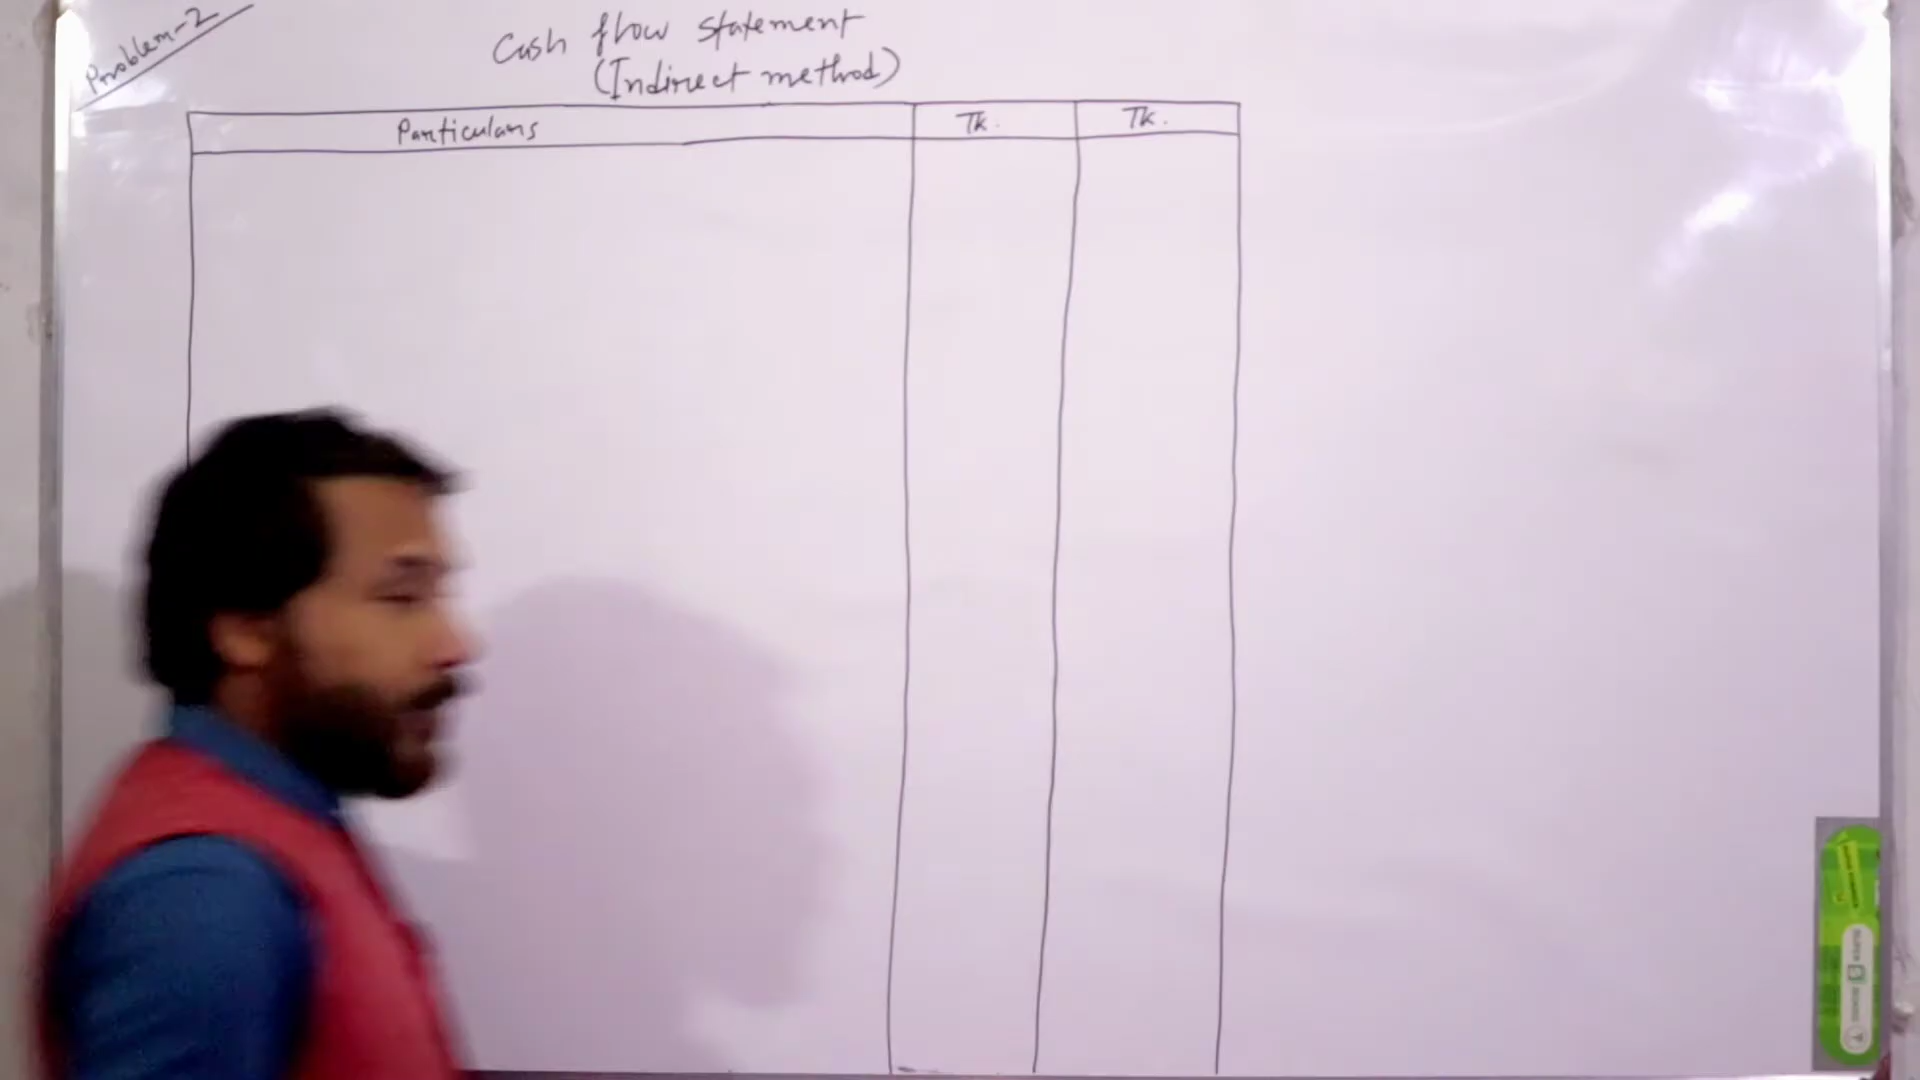 Problem-2
Cash flow statement
(Indirect method)
Particulars Tk. Tk.